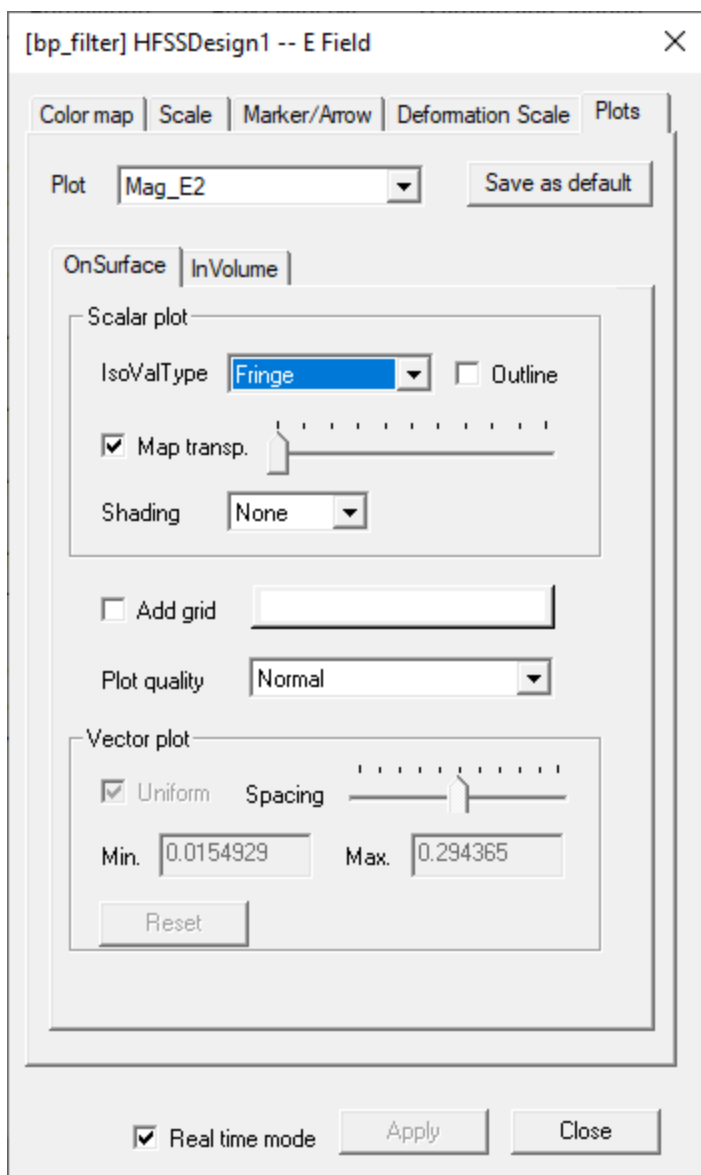 [bp_filter] HFSSDesign1 -- E Field
Color map Scale Marker/Arrow Deformation Scale Plots
Plot Mag_E2 Save as default
OnSurface InVolume
Scalar plot
IsoValType Fringe Outline
Map transp.
Shading None
Add grid
Plot quality Normal
Vector plot
Uniform Spacing
Min. 0.0154929 Max. 0.294365
Reset
Real time mode Apply Close